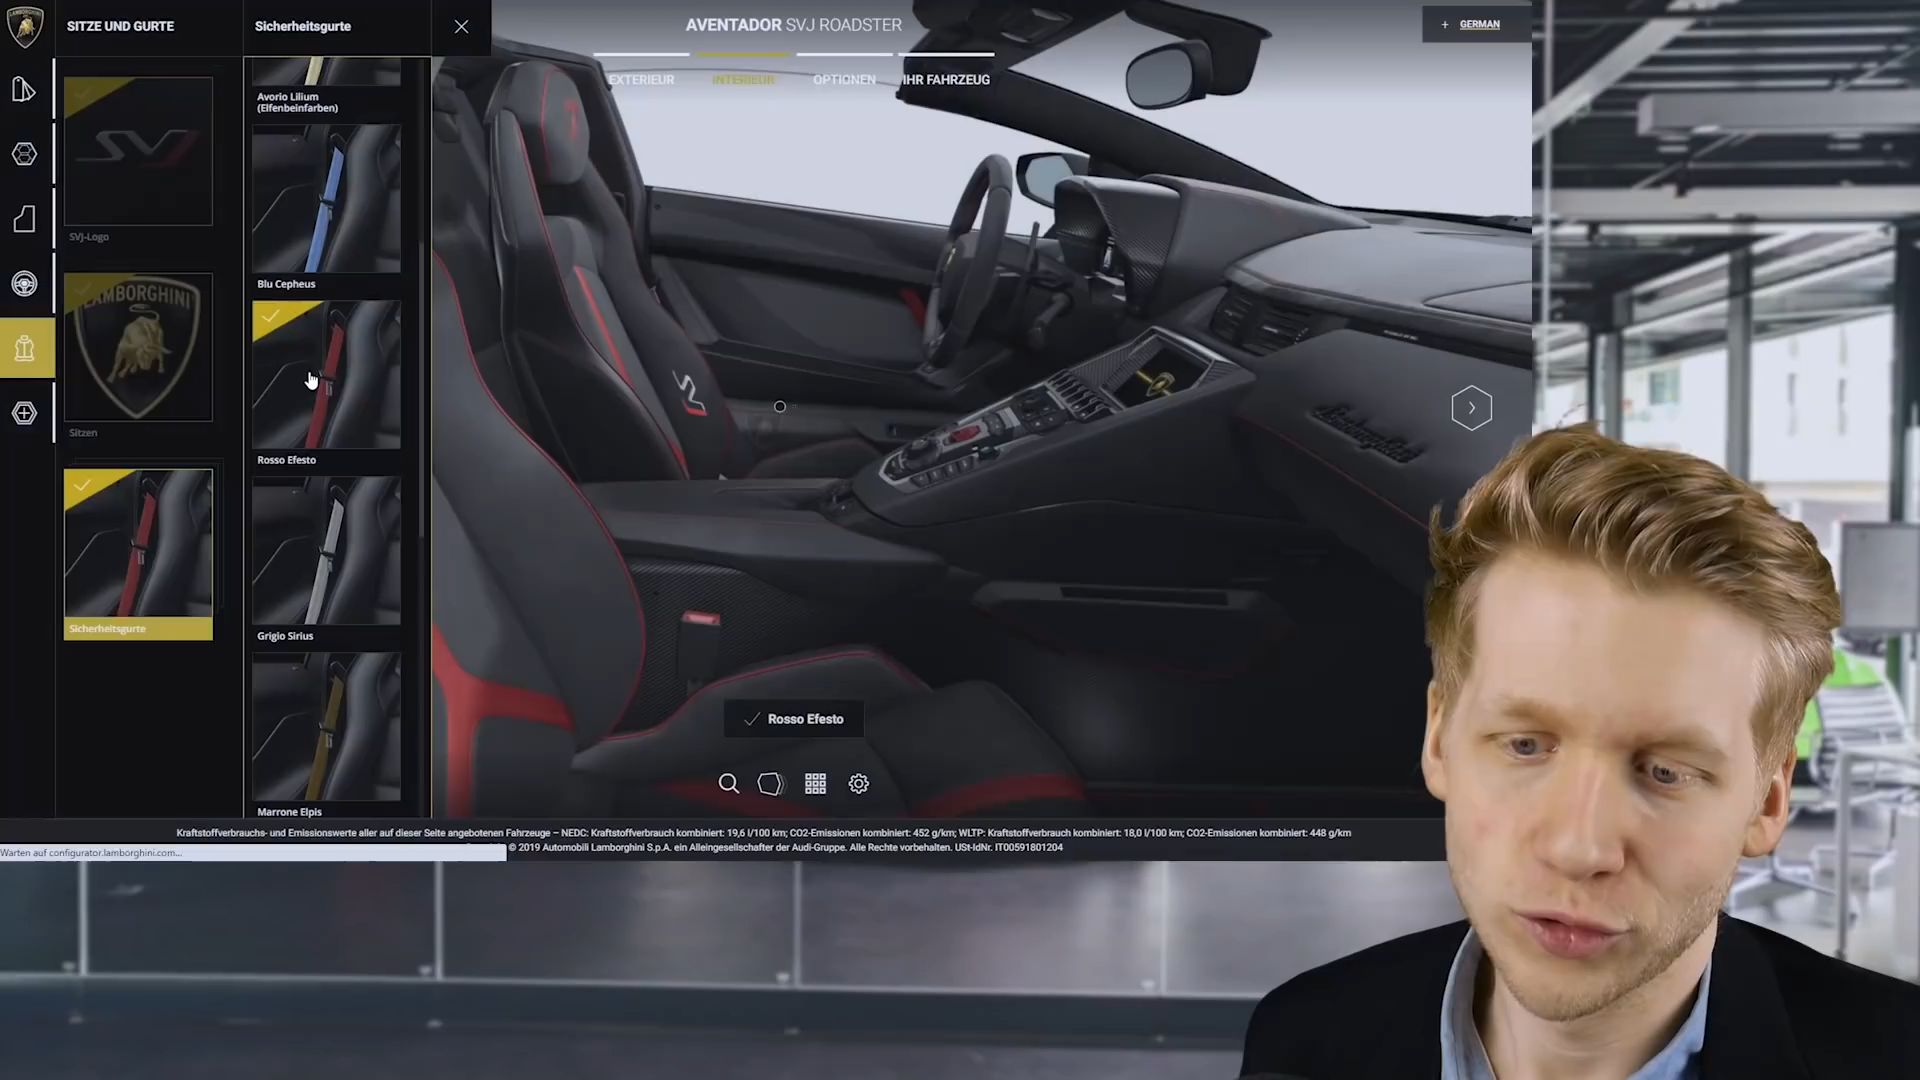 SITZE UND GURTE
Sicherheitsgurte
AVENTADOR SVJ ROADSTER
+ GERMAN
EXTERIEUR
INTERIEUR
OPTIONEN
IHR FAHRZEUG
SVJ
SVJ-Logo
LAMBORGHINI
Sitzen
Sicherheitsgurte
Avorio Lilium
(Elfenbeinfarben)
Blu Cepheus
Rosso Efesto
Grigio Sirius
Marrone Elpis
Lamborghini
Rosso Efesto
Kraftstoffverbrauchs- und Emissionswerte aller auf dieser Seite angebotenen Fahrzeuge – NEDC: Kraftstoffverbrauch kombiniert: 19,6 l/100 km; CO2-Emissionen kombiniert: 452 g/km; WLTP: Kraftstoffverbrauch kombiniert: 18,0 l/100 km; CO2-Emissionen kombiniert: 448 g/km
Warten auf configurator.lamborghini.com...
© 2019 Automobili Lamborghini S.p.A. ein Alleingesellschafter der Audi-Gruppe. Alle Rechte vorbehalten. USt-IdNr. IT00591801204